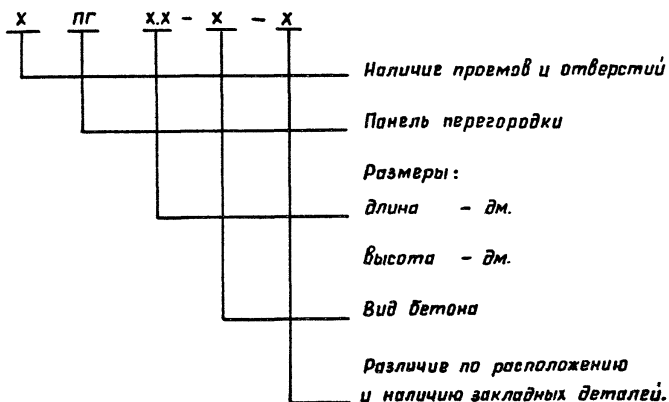 х пг х.х - х - х
Наличие проемов и отверстий
Панель перегородки
Размеры:
длина - дм.
высота - дм.
Вид бетона
Различие по расположению
и наличию закладных деталей.